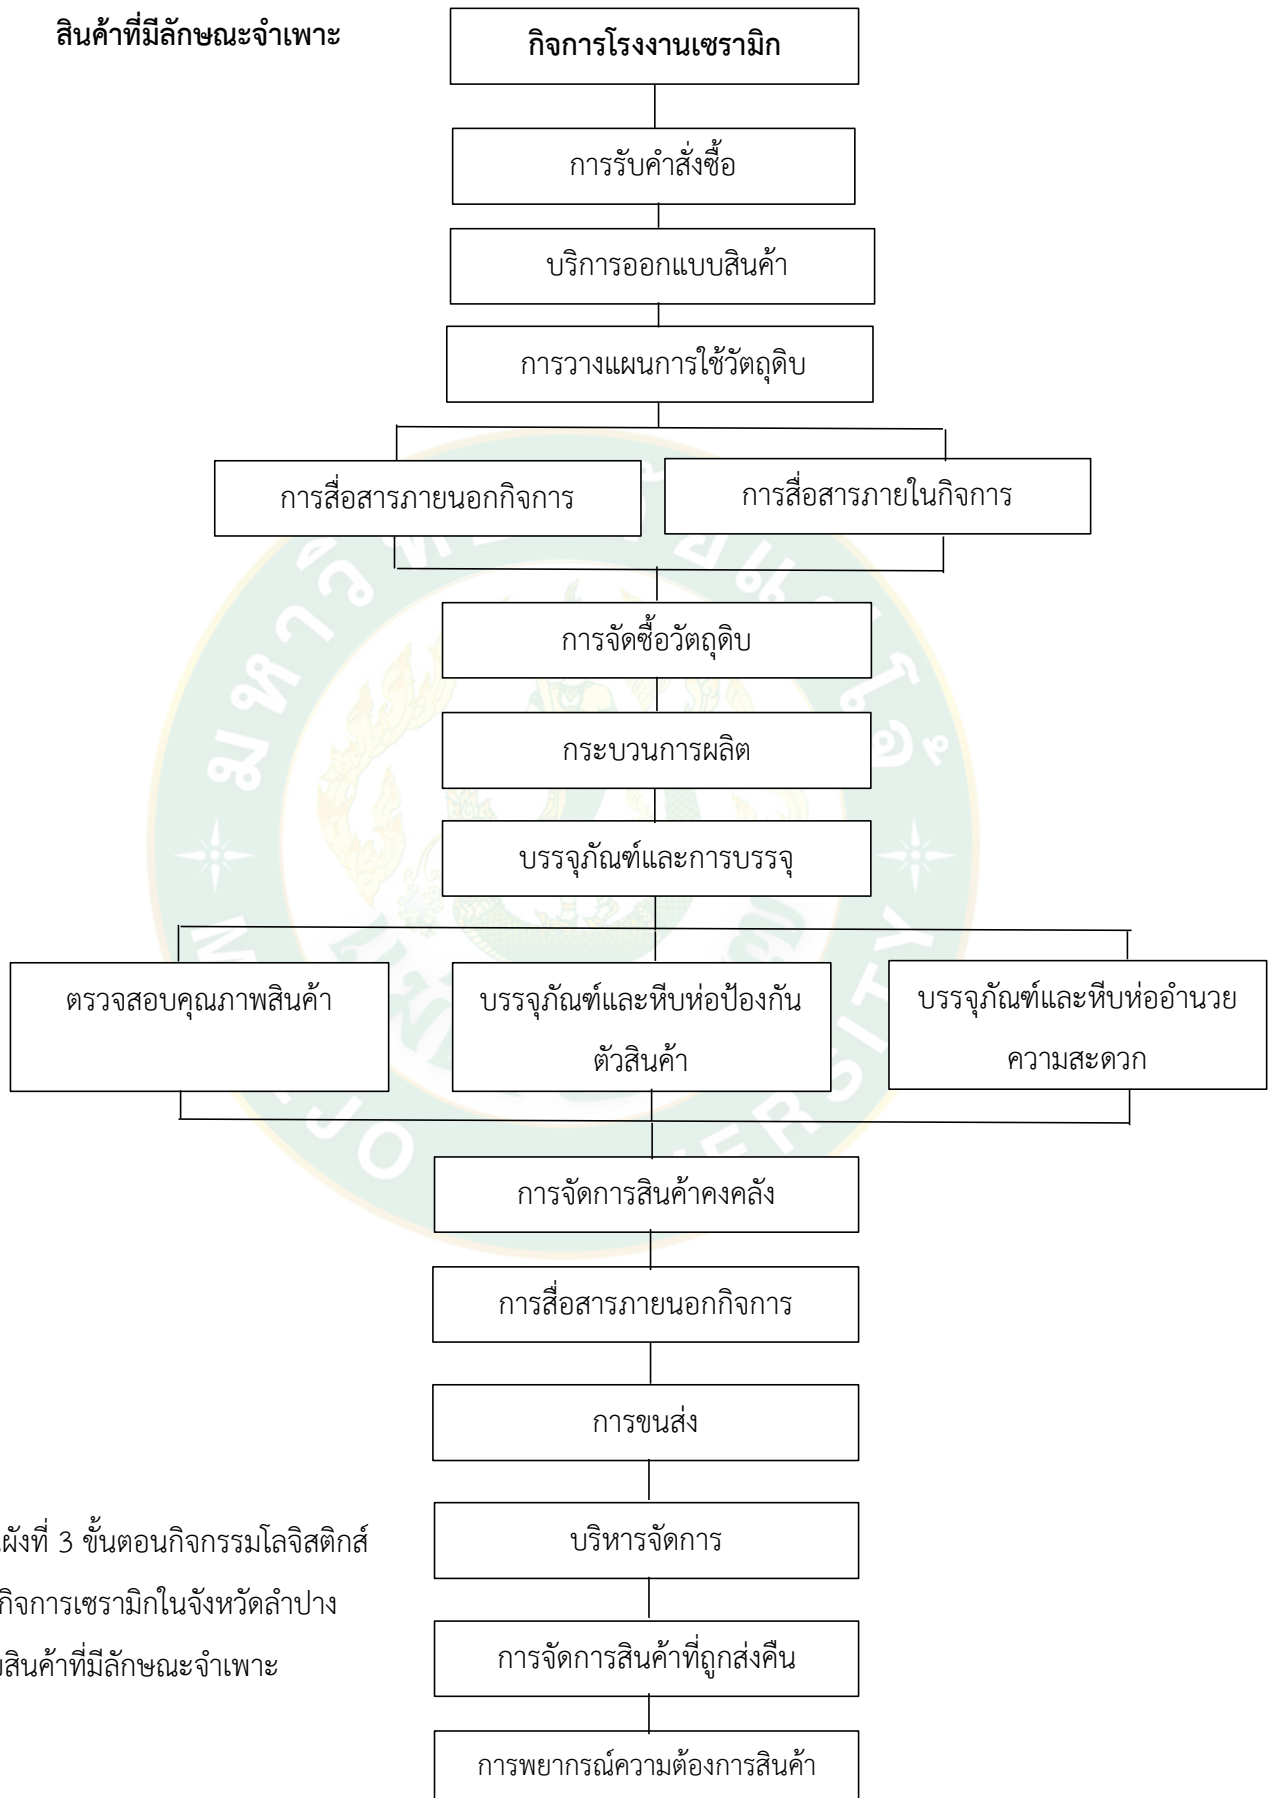 สินค้าที่มีลักษณะจำเพาะ
กิจการโรงงานเซรามิก
การรับคำสั่งซื้อ
บริการออกแบบสินค้า
การวางแผนการใช้วัตถุดิบ
การสื่อสารภายนอกกิจการ
การสื่อสารภายในกิจการ
การจัดซื้อวัตถุดิบ
กระบวนการผลิต
บรรจุภัณฑ์และการบรรจุ
ตรวจสอบคุณภาพสินค้า
บรรจุภัณฑ์และหีบห่อป้องกัน
ตัวสินค้า
บรรจุภัณฑ์และหีบห่ออำนวย
ความสะดวก
การจัดการสินค้าคงคลัง
การสื่อสารภายนอกกิจการ
การขนส่ง
บริหารจัดการ
การจัดการสินค้าที่ถูกส่งคืน
การพยากรณ์ความต้องการสินค้า
ผังที่ 3 ขั้นตอนกิจกรรมโลจิสติกส์
กิจการเซรามิกในจังหวัดลำปาง
สินค้าที่มีลักษณะจำเพาะ